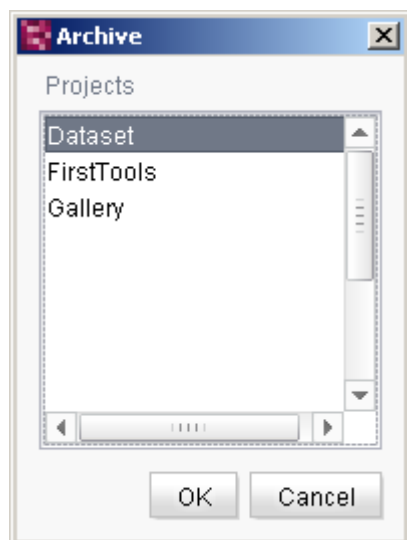 Archive
Projects
Dataset
FirstTools
Gallery
OK Cancel